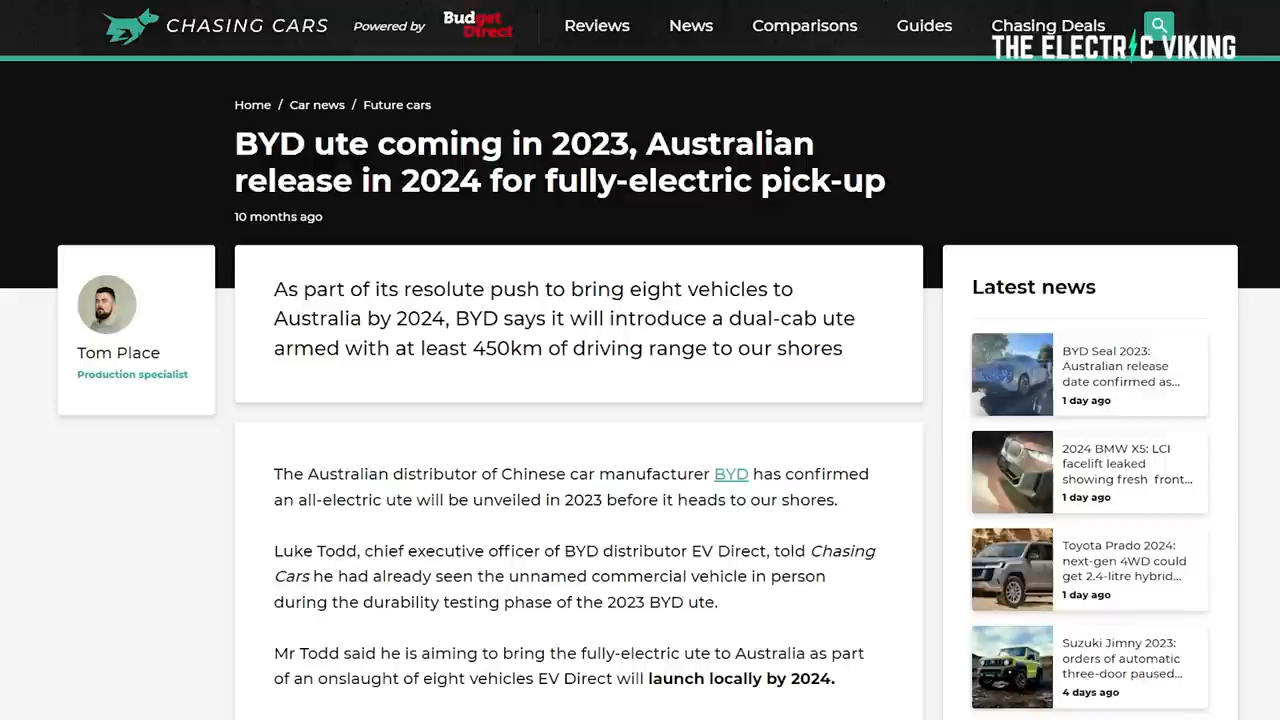 CHASING CARS
Powered by
Budget
Direct
Reviews
News
Comparisons
Guides
Chasing Deals
THE ELECTRIC VIKING
Home / Car news / Future cars
BYD ute coming in 2023, Australian
release in 2024 for fully-electric pick-up
10 months ago
Tom Place
Production specialist
As part of its resolute push to bring eight vehicles to
Australia by 2024, BYD says it will introduce a dual-cab ute
armed with at least 450km of driving range to our shores
The Australian distributor of Chinese car manufacturer BYD has confirmed
an all-electric ute will be unveiled in 2023 before it heads to our shores.
Luke Todd, chief executive officer of BYD distributor EV Direct, told Chasing
Cars he had already seen the unnamed commercial vehicle in person
during the durability testing phase of the 2023 BYD ute.
Mr Todd said he is aiming to bring the fully-electric ute to Australia as part
of an onslaught of eight vehicles EV Direct will launch locally by 2024.
Latest news
BYD Seal 2023:
Australian release
date confirmed as...
1 day ago
2024 BMW X5: LCI
facelift leaked
showing fresh front...
1 day ago
Toyota Prado 2024:
next-gen 4WD could
get 2.4-litre hybrid...
1 day ago
Suzuki Jimny 2023:
orders of automatic
three-door paused...
4 days ago